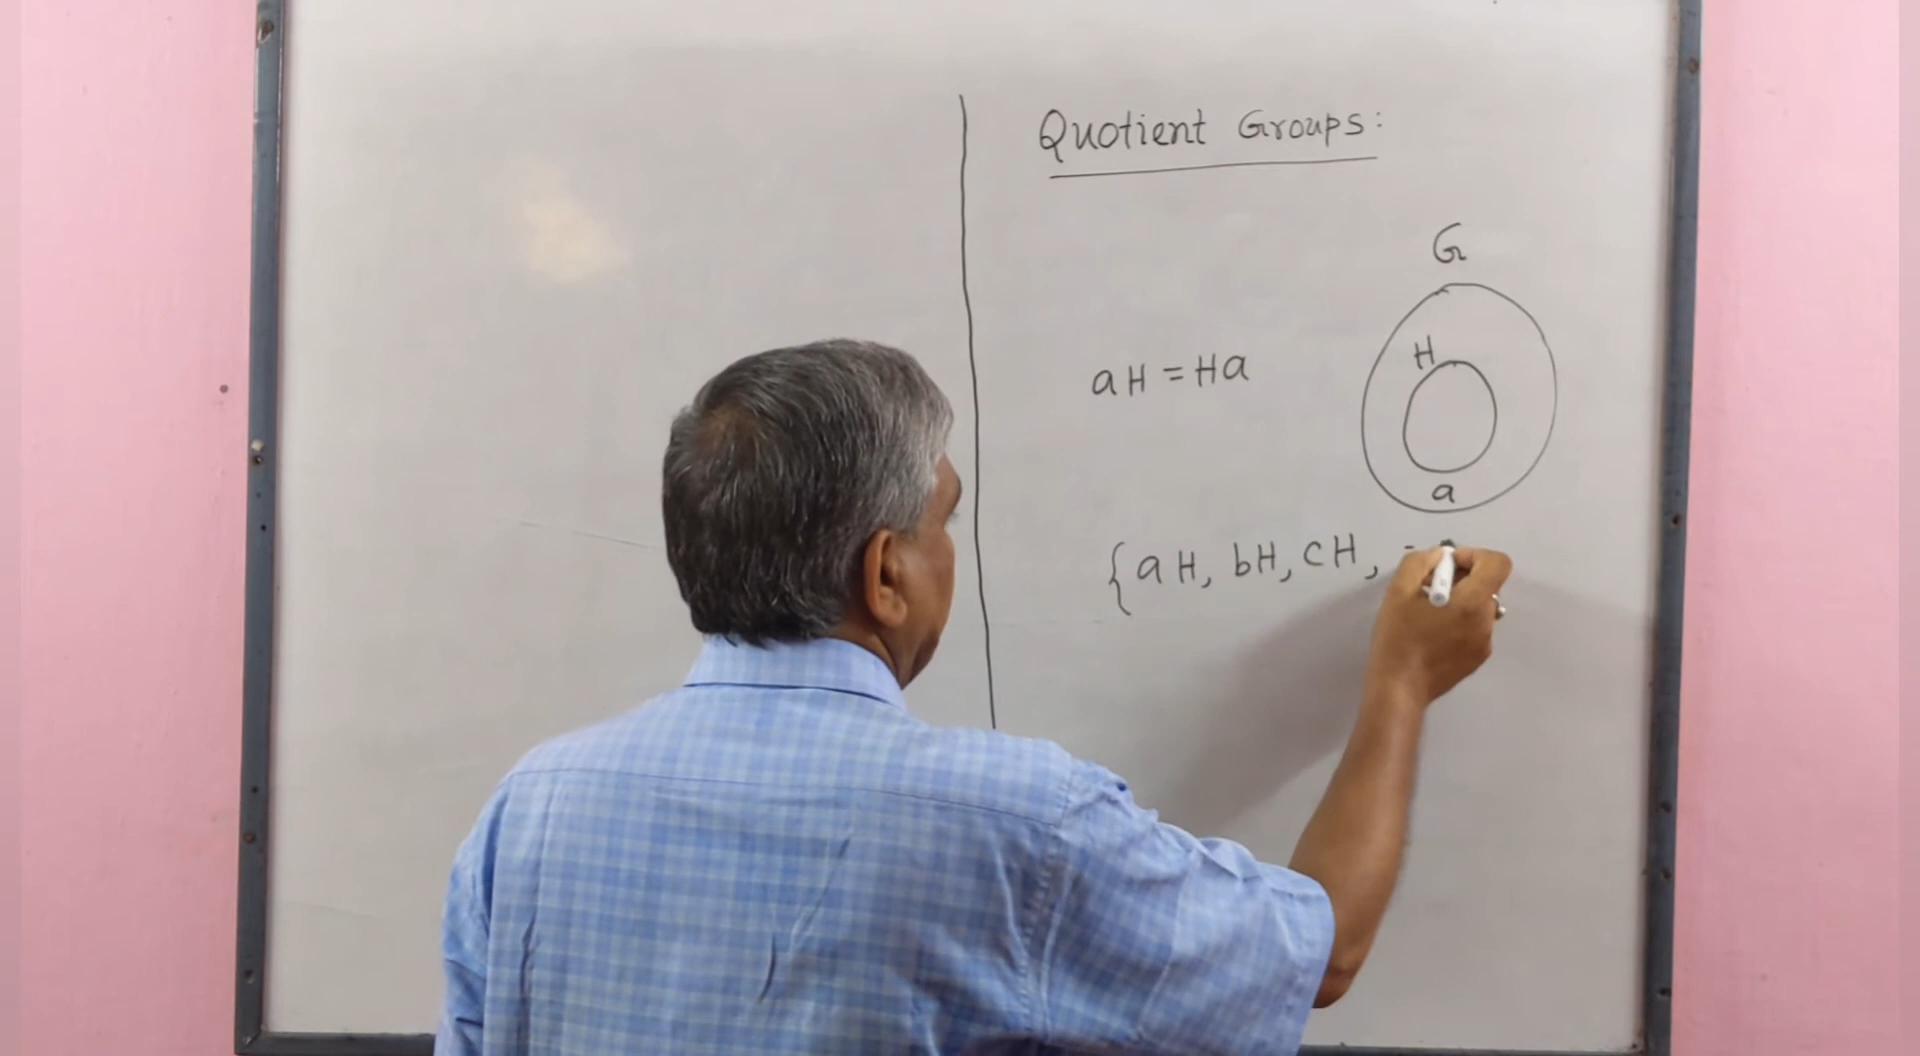 Quotient Groups:
G
H
aH = Ha
a
{aH, bH, cH, -